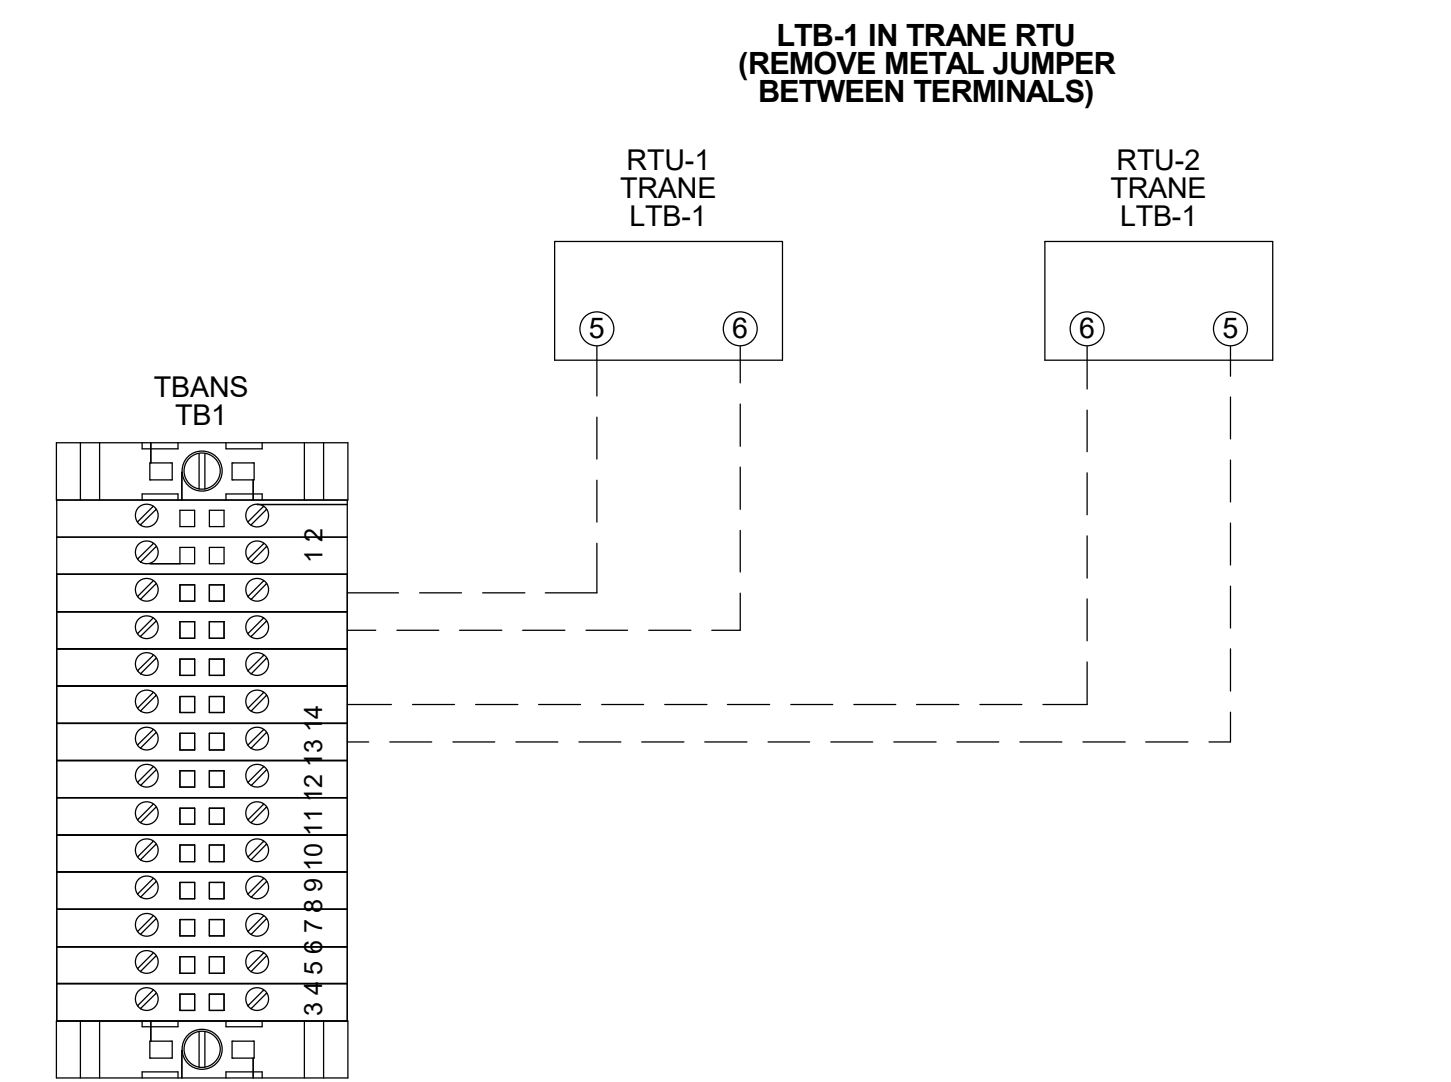 LTB-1 IN TRANE RTU
(REMOVE METAL JUMPER
BETWEEN TERMINALS)
RTU-1
TRANE
LTB-1
5
6
RTU-2
TRANE
LTB-1
6
5
TBANS
TB1
2
1
14
13
12
11
10
9
8
7
6
5
4
3